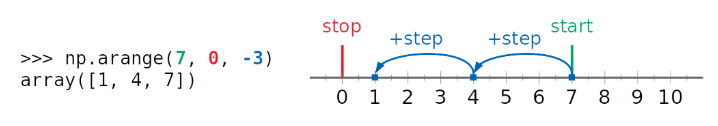 >>> np.arange(7, 0, -3)
array([1, 4, 7])
stop
+step
+step
start
0 1 2 3 4 5 6 7 8 9 10